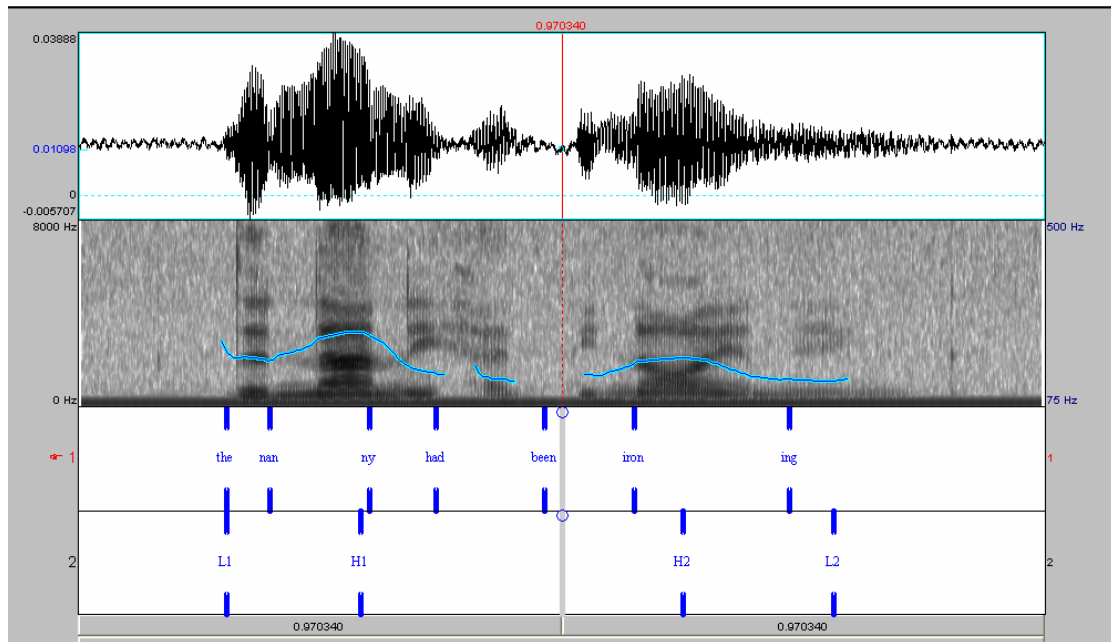 0.970340
0.03888
0.01098
0
-0.005707
8000 Hz
500 Hz
0 Hz
75 Hz
1 the nan ny had been iron ing 1
2 L1 H1 H2 L2 2
0.970340 0.970340